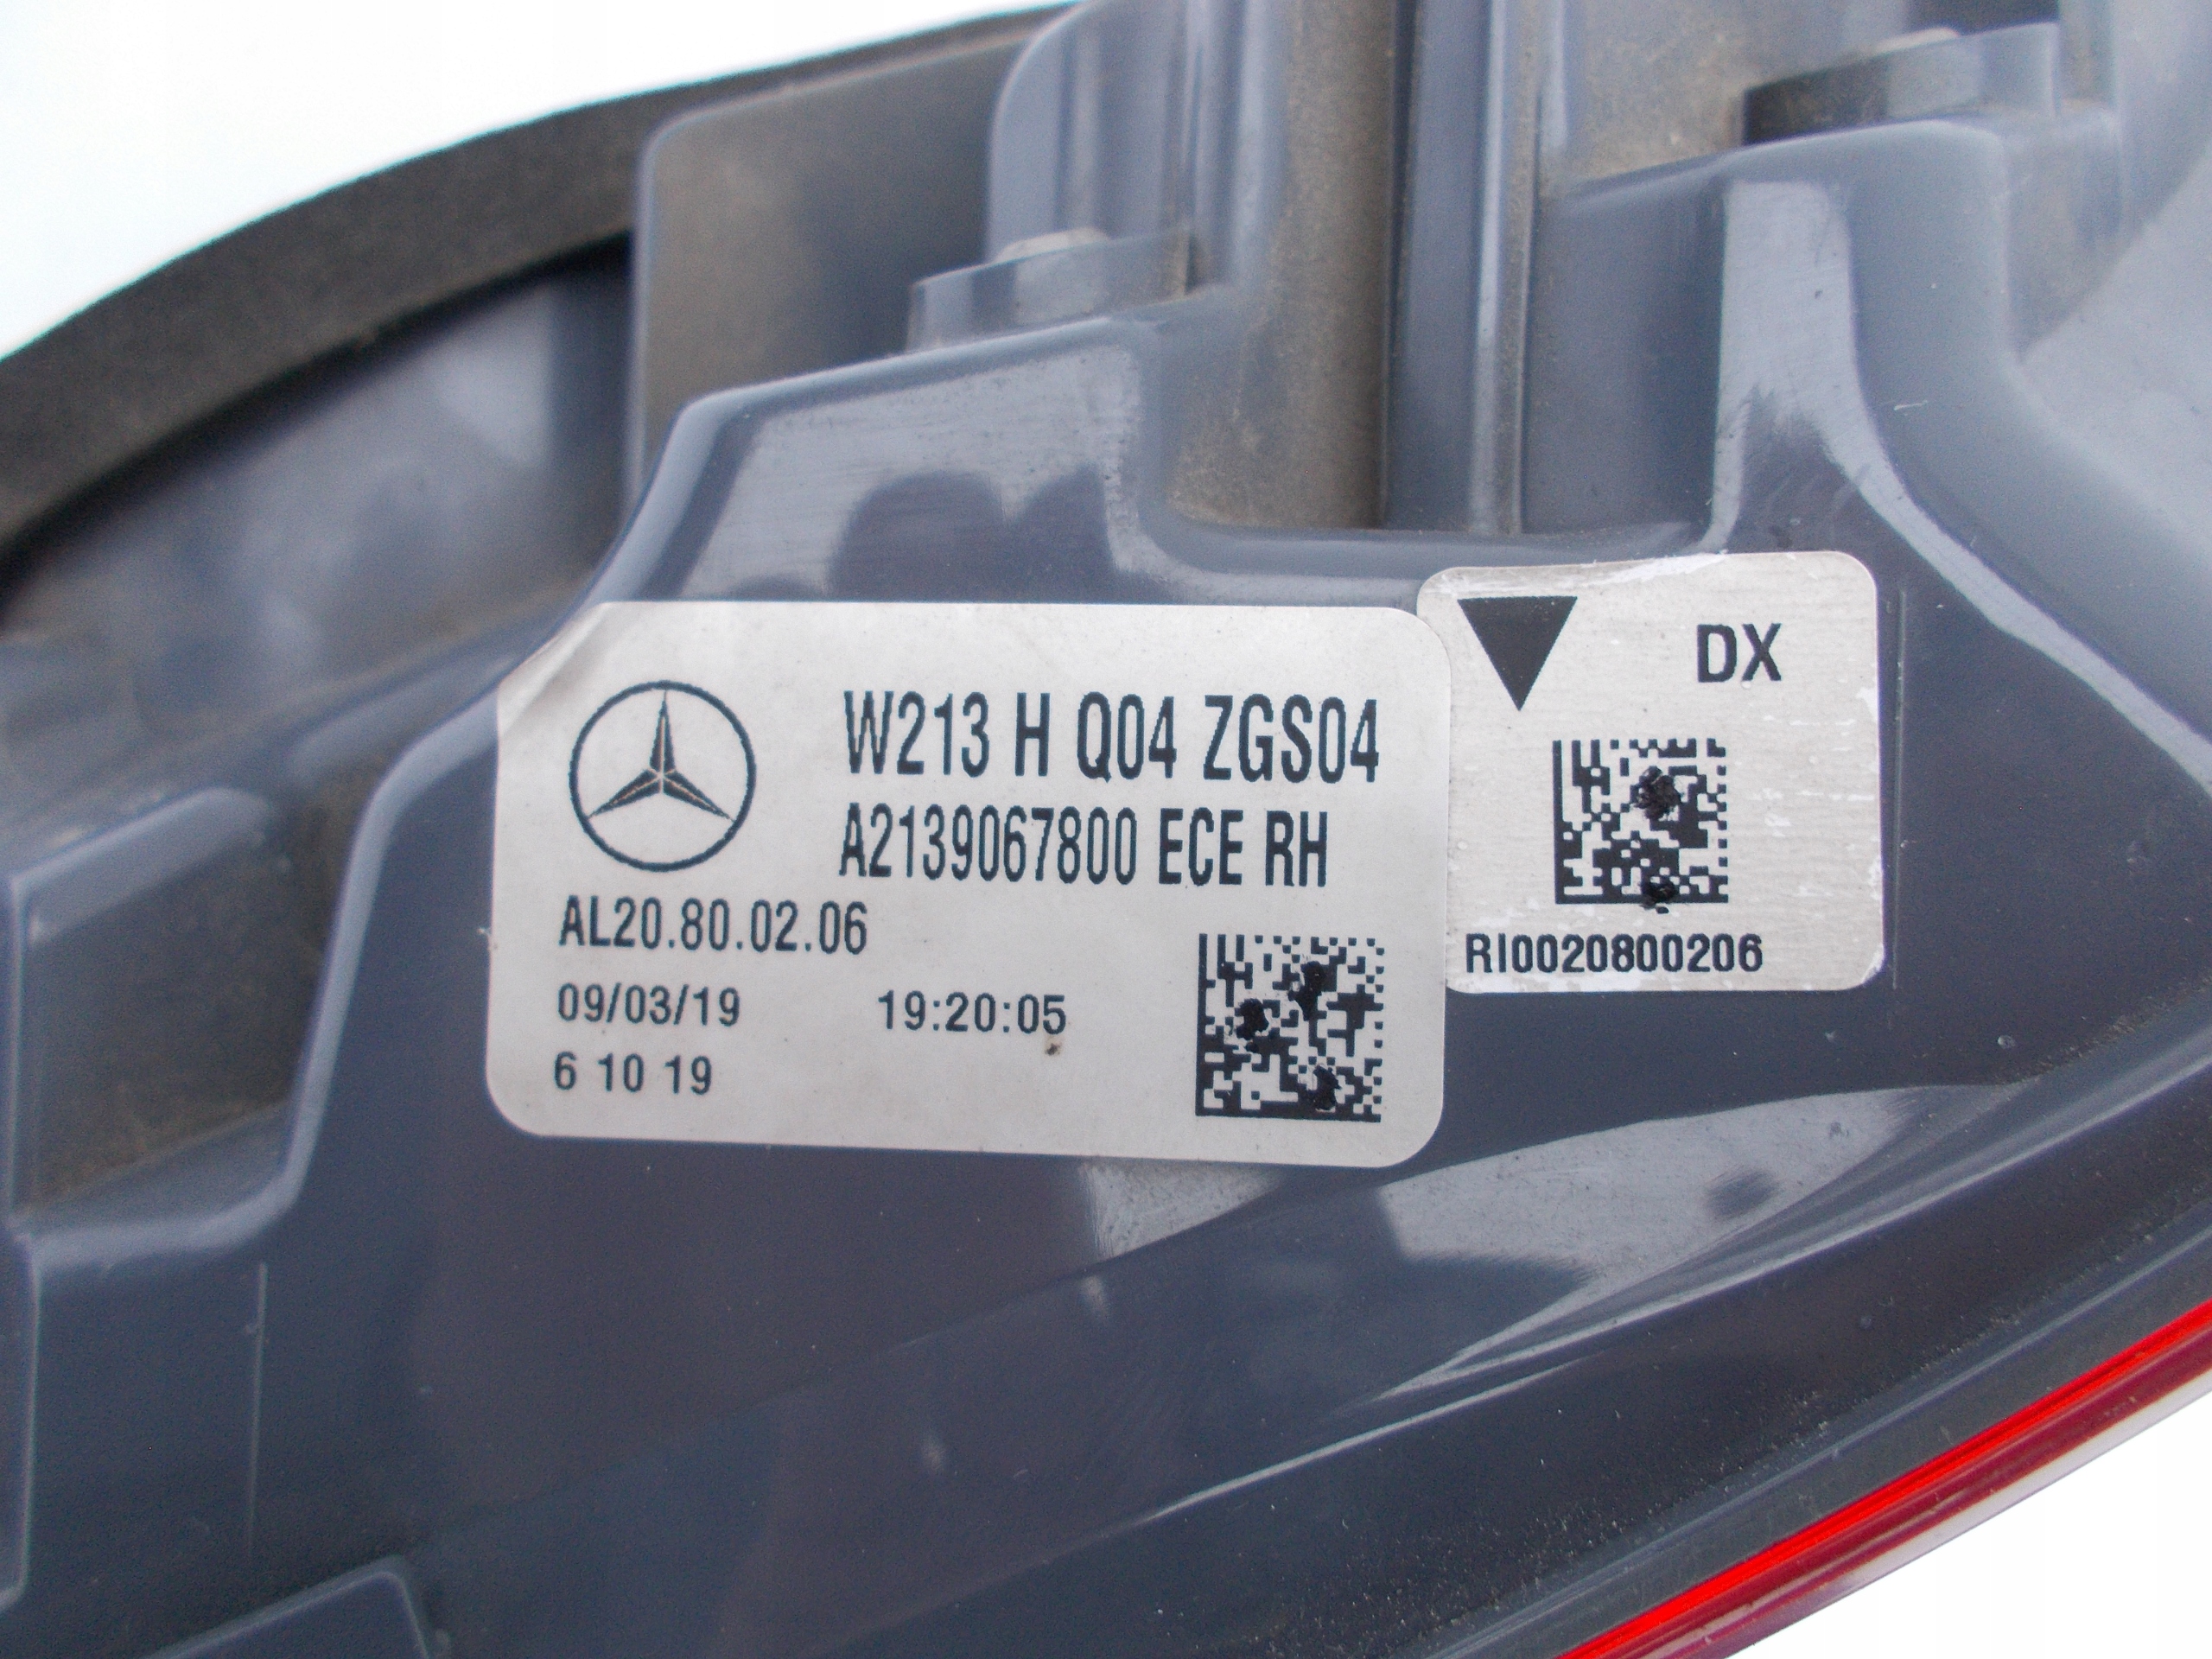 W213 H Q04 ZGS04
A2139067800 ECE RH
AL20.80.02.06
09/03/19 19:20:05
6 10 19
DX
RI0020800206